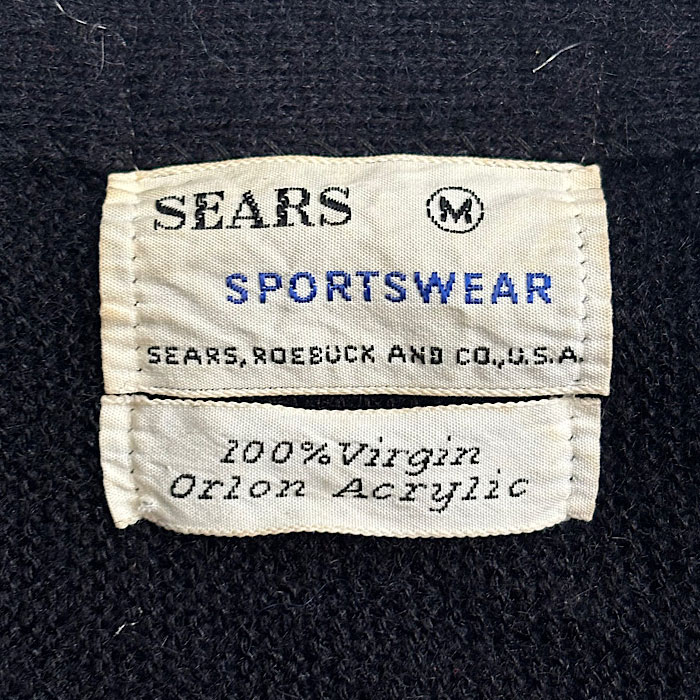 SEARS M
SPORTSWEAR
SEARS, ROEBUCK AND CO., U.S.A.
100% Virgin
Orlon Acrylic